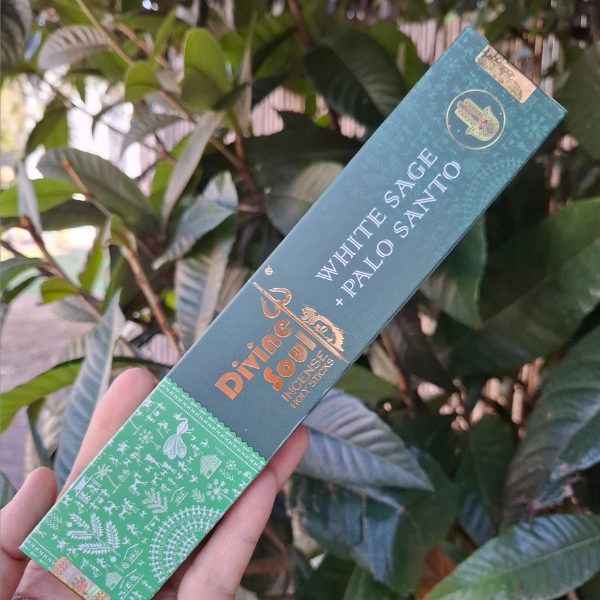 WHITE SAGE
+ PALO SANTO
®
Divine
Soul
INCENSE
HOLY STICKS